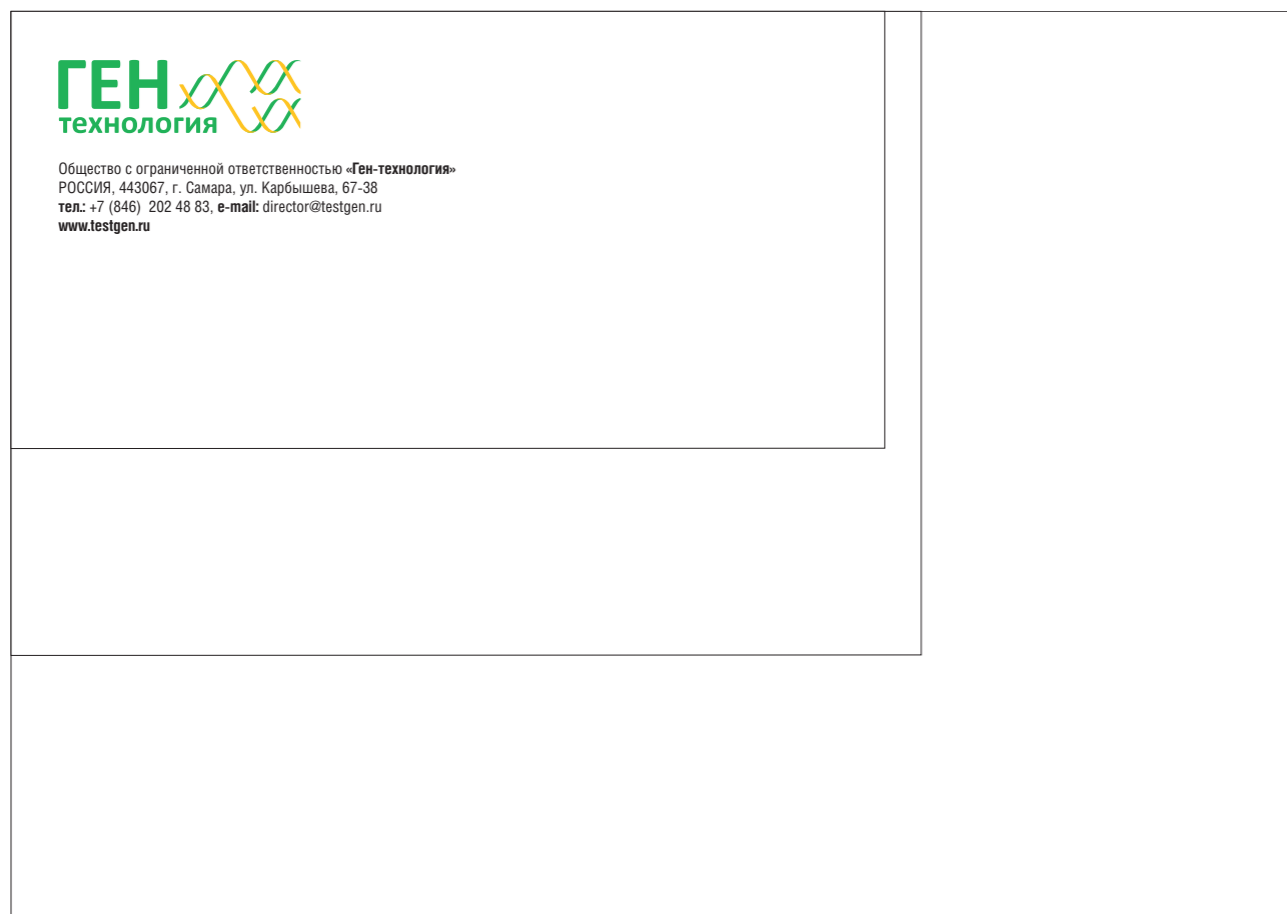 ГЕН
технология
Общество с ограниченной ответственностью «Ген-технология»
РОССИЯ, 443067, г. Самара, ул. Карбышева, 67-38
тел.: +7 (846)  202 48 83, e-mail: director@testgen.ru
www.testgen.ru